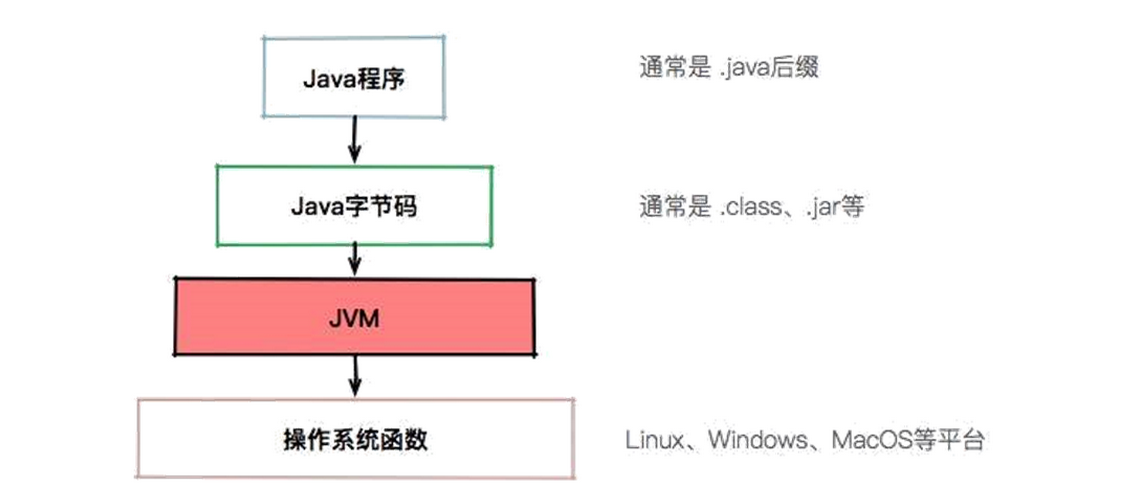 Java程序
通常是 .java后缀
Java字节码
通常是 .class、.jar等
JVM
操作系统函数
Linux、Windows、MacOS等平台